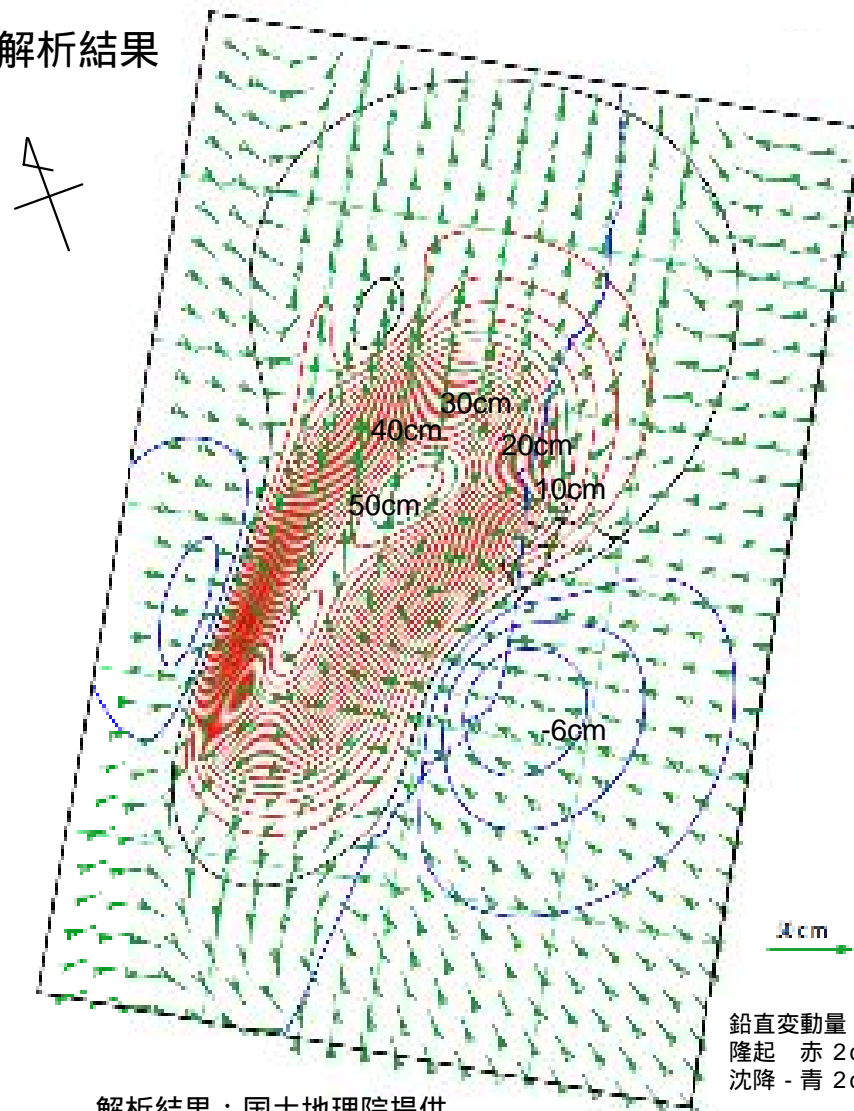 解析結果
30cm
40cm
20cm
10cm
50cm
-6cm
cm
鉛直変動量
隆起 赤 2c
沈降 - 青 2c
解析結果：国土地理院提供